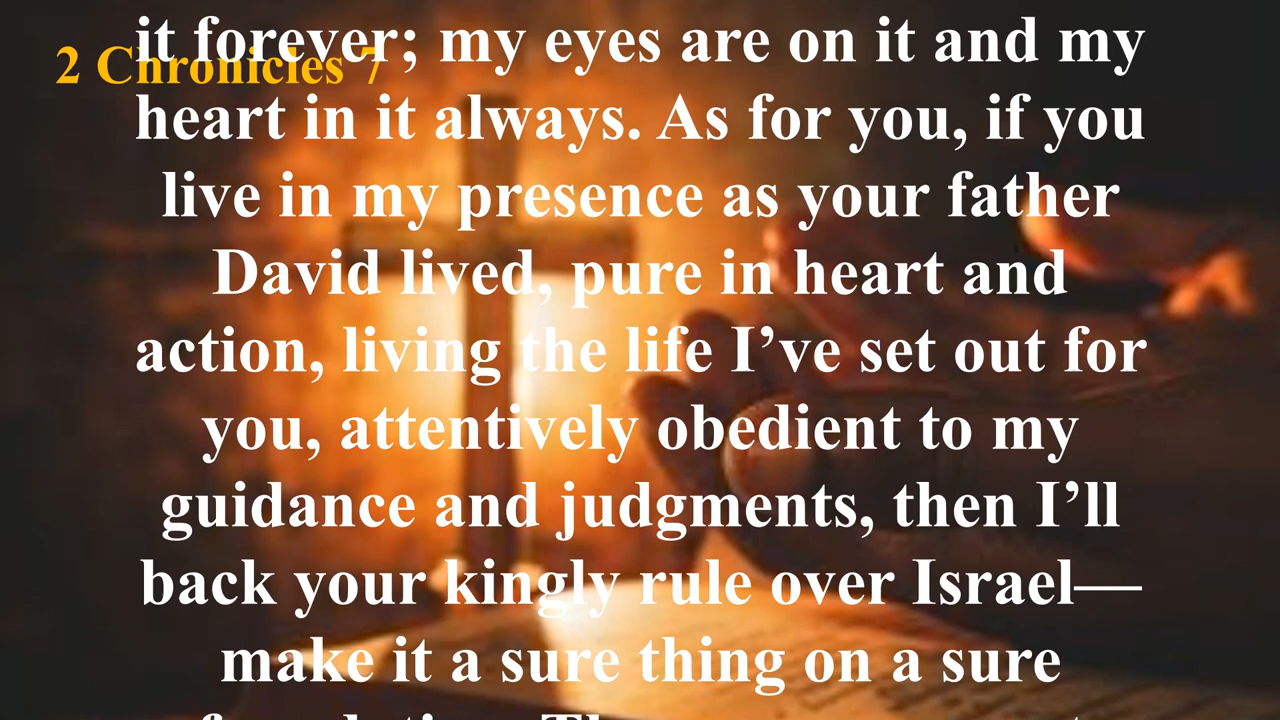 2 Chronicles 7
it forever; my eyes are on it and my
heart in it always. As for you, if you
live in my presence as your father
David lived, pure in heart and
action, living the life I’ve set out for
you, attentively obedient to my
guidance and judgments, then I’ll
back your kingly rule over Israel—
make it a sure thing on a sure